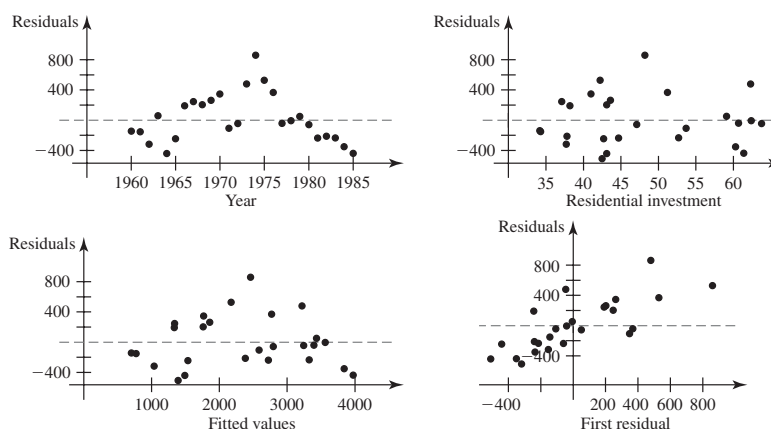 Residuals
800
400
−400
1960 1965 1970 1975 1980 1985
Year
Residuals
800
400
−400
35 40 45 50 55 60
Residential investment
Residuals
800
400
−400
1000 2000 3000 4000
Fitted values
Residuals
800
400
−400
−400 200 400 600 800
First residual